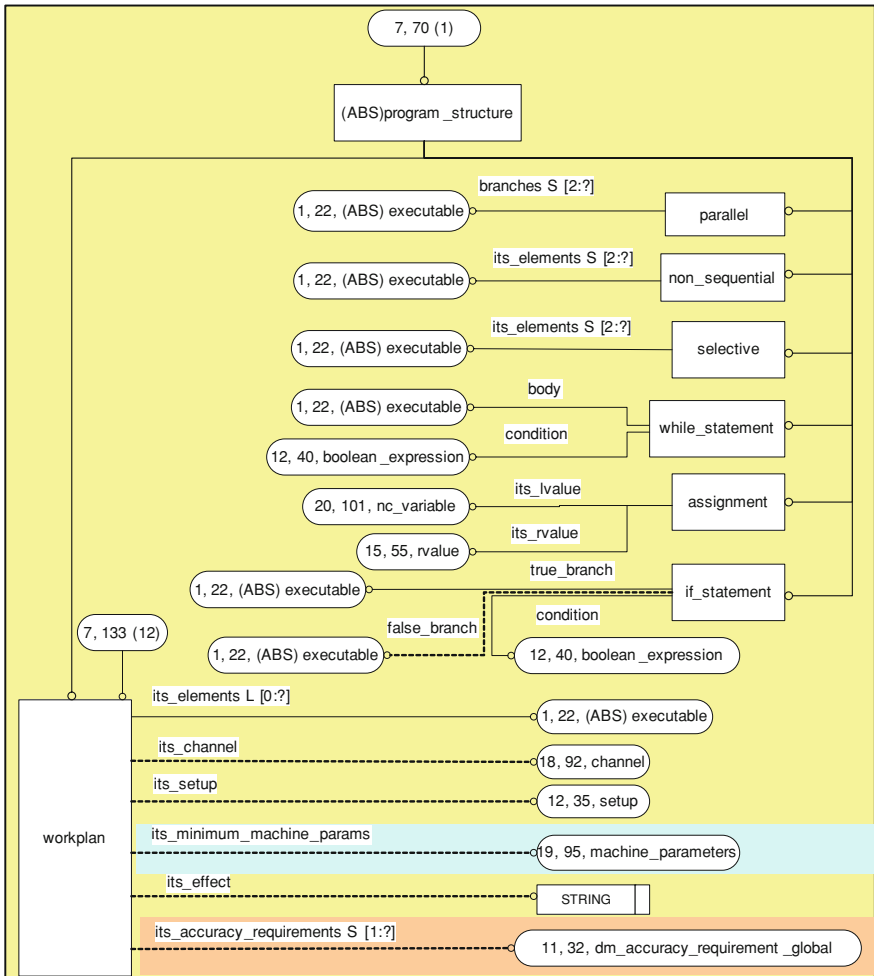 7, 70 (1)
(ABS)program _structure
branches S [2:?]
1, 22, (ABS) executable
parallel
its_elements S [2:?]
1, 22, (ABS) executable
non_sequential
its_elements S [2:?]
1, 22, (ABS) executable
selective
body
1, 22, (ABS) executable
while_statement
condition
12, 40, boolean _expression
its_lvalue
20, 101, nc_variable
assignment
its_rvalue
15, 55, rvalue
true_branch
1, 22, (ABS) executable
if_statement
condition
false_branch
7, 133 (12)
1, 22, (ABS) executable
12, 40, boolean _expression
its_elements L [0:?]
1, 22, (ABS) executable
its_channel
18, 92, channel
its_setup
12, 35, setup
workplan
its_minimum_machine_params
19, 95, machine_parameters
its_effect
STRING
its_accuracy_requirements S [1:?]
11, 32, dm_accuracy_requirement _global